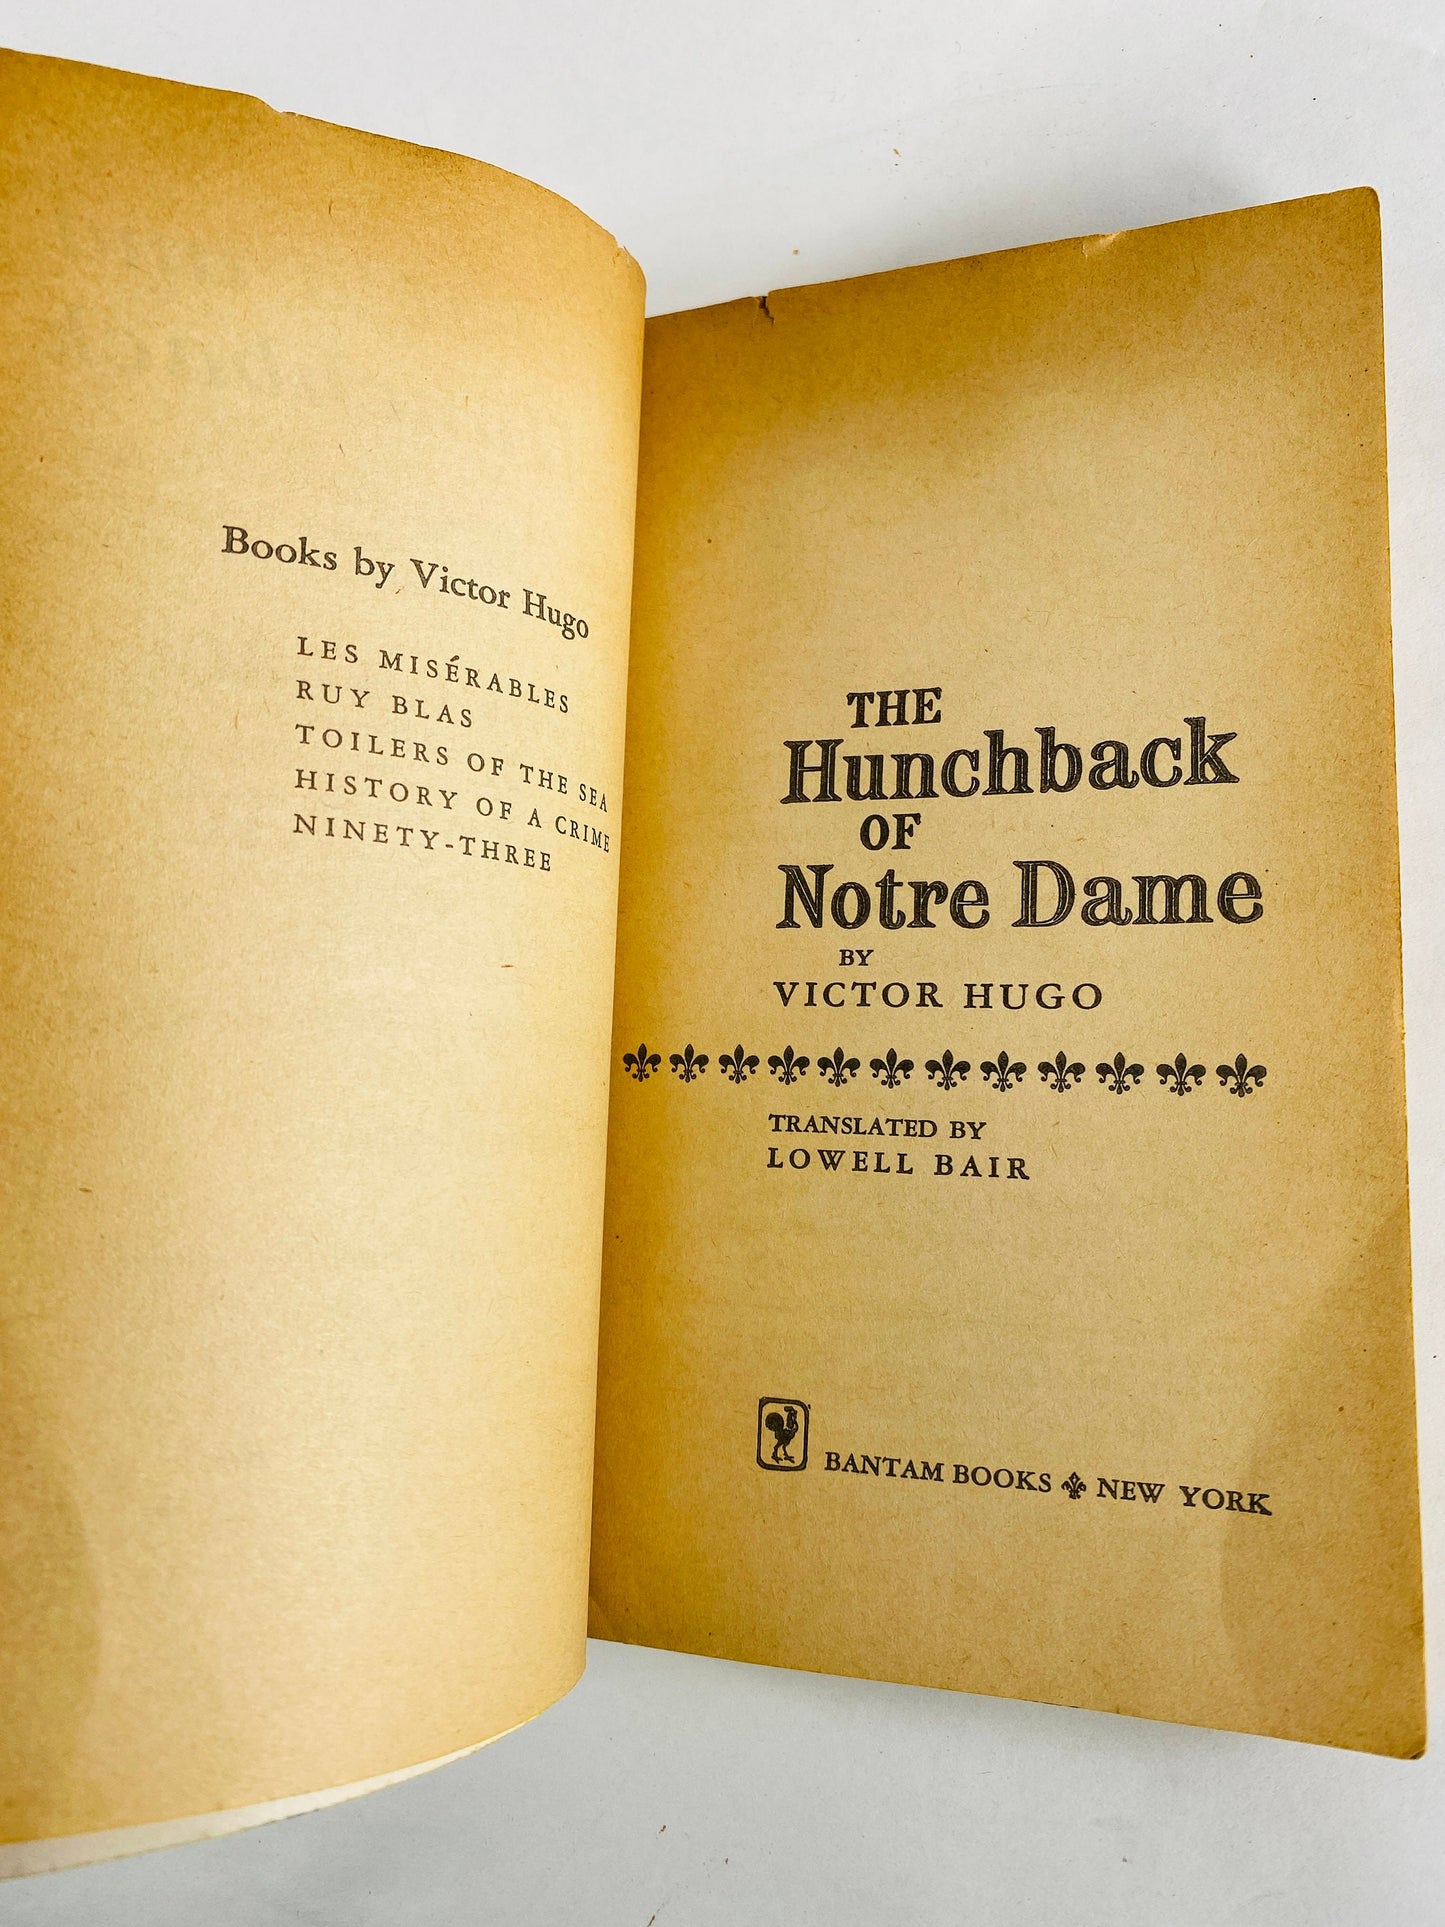 Books by Victor Hugo
LES MISÉRABLES
RUY BLAS
TOILERS OF THE SEA
HISTORY OF A CRIME
NINETY-THREE
THE
Hunchback
OF
Notre Dame
BY
VICTOR HUGO
TRANSLATED BY
LOWELL BAIR
BANTAM BOOKS NEW YORK